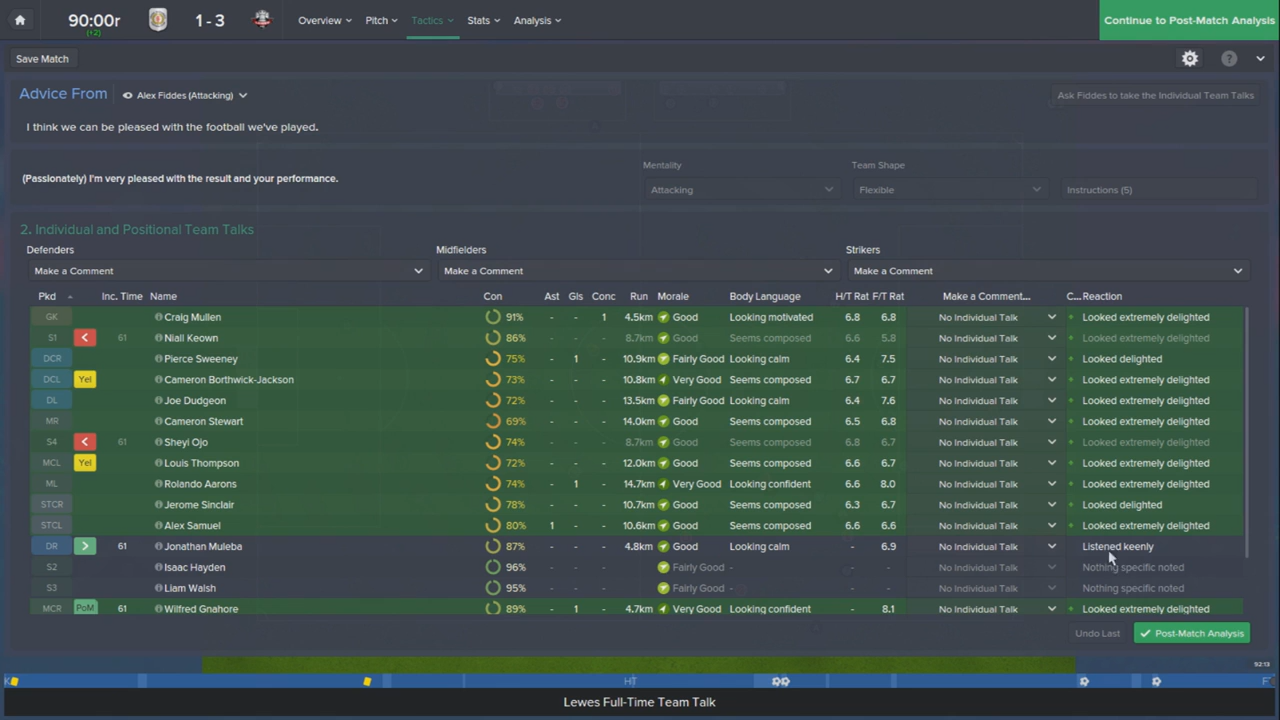 90:00r 1 - 3 Overview Pitch Tactics Stats Analysis Continue to Post-Match Analysis
(+2)
Save Match ?
Advice From Alex Fiddes (Attacking) Ask Fiddes to take the Individual Team Talks
I think we can be pleased with the football we've played.
Mentality Team Shape
(Passionately) I'm very pleased with the result and your performance.
Attacking Flexible Instructions (5)
2. Individual and Positional Team Talks
Defenders Midfielders Strikers
Make a Comment Make a Comment Make a Comment
Pkd Inc. Time Name Con Ast Gls Conc Run Morale Body Language H/T Rat F/T Rat Make a Comment... C... Reaction
GK Craig Mullen 91% - - 1 4.5km Good Looking motivated 6.8 6.8 No Individual Talk Looked extremely delighted
S1 < 61 Niall Keown 86% - - - 8.7km Good Seems composed 6.6 5.8 No Individual Talk Looked extremely delighted
DCR Pierce Sweeney 75% - 1 - 10.9km Fairly Good Looking calm 6.4 7.5 No Individual Talk Looked delighted
DCL Yel Cameron Borthwick-Jackson 73% - - - 10.8km Very Good Seems composed 6.7 6.7 No Individual Talk Looked extremely delighted
DL Joe Dudgeon 72% - - - 13.5km Fairly Good Looking calm 6.4 7.6 No Individual Talk Looked extremely delighted
MR Cameron Stewart 69% - - - 14.0km Good Seems composed 6.5 6.8 No Individual Talk Looked extremely delighted
S4 < 61 Sheyi Ojo 74% - - - 8.7km Good Seems composed 6.8 6.7 No Individual Talk Looked extremely delighted
MCL Yel Louis Thompson 72% - - - 12.0km Good Seems composed 6.6 6.7 No Individual Talk Looked extremely delighted
ML Rolando Aarons 74% - 1 - 14.7km Very Good Looking confident 6.6 8.0 No Individual Talk Looked extremely delighted
STCR Jerome Sinclair 78% - - - 10.7km Good Seems composed 6.3 6.7 No Individual Talk Looked delighted
STCL Alex Samuel 80% 1 - - 10.6km Good Seems composed 6.6 6.6 No Individual Talk Looked extremely delighted
DR > 61 Jonathan Muleba 87% - - - 4.8km Good Looking calm - 6.9 No Individual Talk Listened keenly
S2 Isaac Hayden 96% - - - - Fairly Good - - - No Individual Talk Nothing specific noted
S3 Liam Walsh 95% - - - - Fairly Good - - - No Individual Talk Nothing specific noted
MCR PoM 61 Wilfred Gnahore 89% - 1 - 4.7km Very Good Looking confident - 8.1 No Individual Talk Looked extremely delighted
Undo Last Post-Match Analysis
92:13
HT
Lewes Full-Time Team Talk